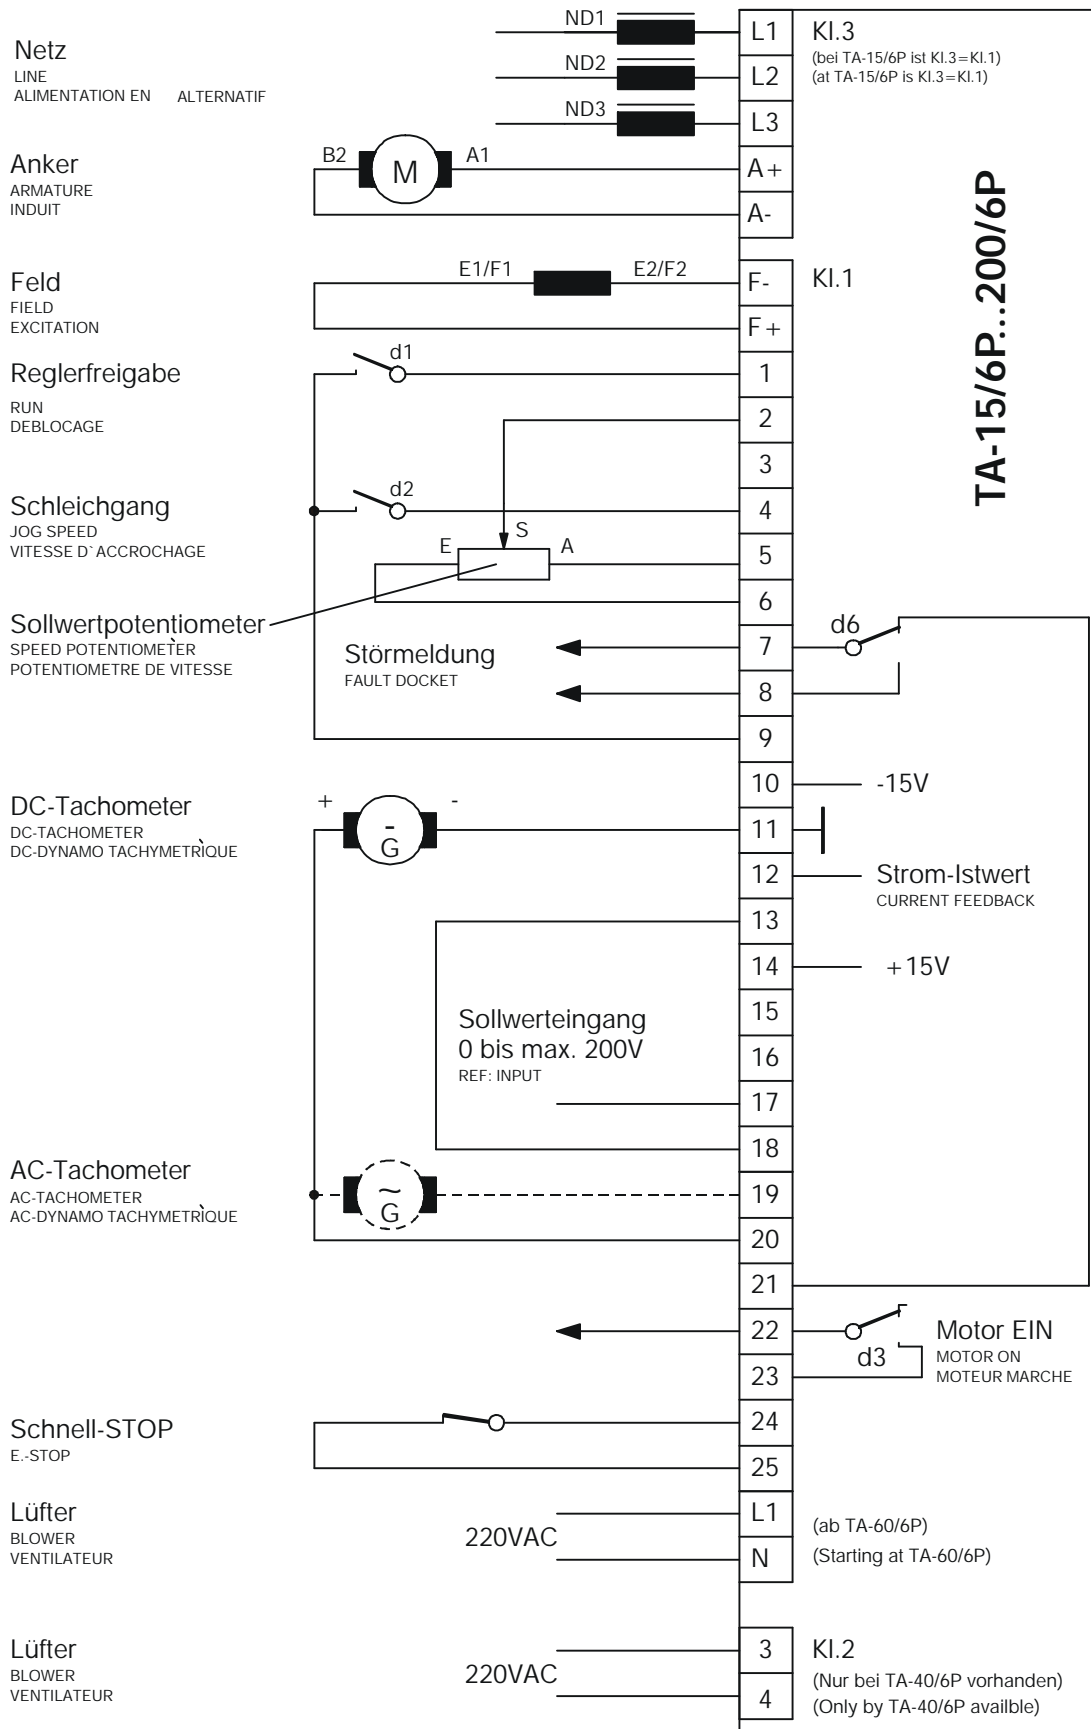 Netz
LINE
ALIMENTATION EN ALTERNATIF
ND1
L1
Kl.3
(bei TA-15/6P ist Kl.3=Kl.1)
(at TA-15/6P is Kl.3=Kl.1)
ND2
L2
ND3
L3
Anker
ARMATURE
INDUIT
B2
M
A1
A+
A-
TA-15/6P...200/6P
Feld
FIELD
EXCITATION
E1/F1
E2/F2
F-
Kl.1
F+
Reglerfreigabe
RUN
DEBLOCAGE
d1
1
2
3
Schleichgang
JOG SPEED
VITESSE D`ACCROCHAGE
d2
4
E
S
A
5
6
Sollwertpotentiometer
SPEED POTENTIOMETER
POTENTIOMETRE DE VITESSE
Störmeldung
FAULT DOCKET
7
d6
8
9
10
-15V
DC-Tachometer
DC-TACHOMETER
DC-DYNAMO TACHYMETRIQUE
+
-
-
G
11
12
Strom-Istwert
CURRENT FEEDBACK
13
14
+15V
15
Sollwerteingang
0 bis max. 200V
REF: INPUT
16
17
18
AC-Tachometer
AC-TACHOMETER
AC-DYNAMO TACHYMETRIQUE
~
G
19
20
21
22
Motor EIN
MOTOR ON
MOTEUR MARCHE
d3
23
Schnell-STOP
E.-STOP
24
25
Lüfter
BLOWER
VENTILATEUR
220VAC
L1
N
(ab TA-60/6P)
(Starting at TA-60/6P)
Lüfter
BLOWER
VENTILATEUR
220VAC
3
4
Kl.2
(Nur bei TA-40/6P vorhanden)
(Only by TA-40/6P availble)